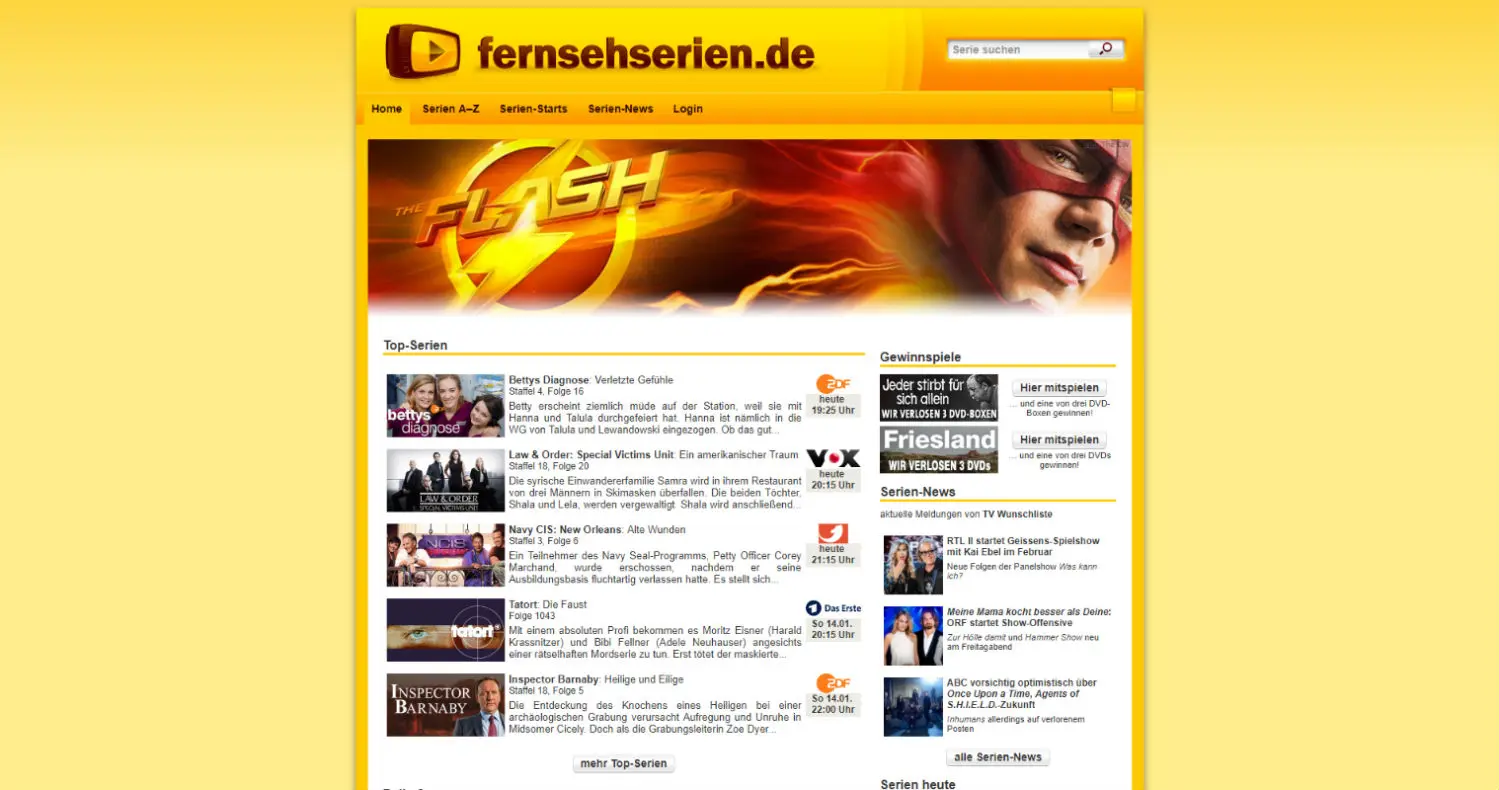 fernsehserien.de
Serie suchen
Home Serien A–Z Serien-Starts Serien-News Login
THE FLASH
Top-Serien
bettys diagnose
Bettys Diagnose: Verletzte Gefühle
Staffel 4, Folge 16
Betty erscheint ziemlich müde auf der Station, weil sie mit
Hanna und Talula durchgefeiert hat. Hanna ist nämlich in die
WG von Talula und Lewandowski eingezogen. Ob das gut...
ZDF
heute
19:25 Uhr
LAW & ORDER
SPECIAL VICTIMS UNIT
Law & Order: Special Victims Unit: Ein amerikanischer Traum
Staffel 18, Folge 20
Die syrische Einwandererfamilie Samra wird in ihrem Restaurant
von drei Männern in Skimasken überfallen. Die beiden Töchter,
Shala und Lela, werden vergewaltigt. Shala wird anschließend...
VOX
heute
20:15 Uhr
NCIS
Navy CIS: New Orleans: Alte Wunden
Staffel 3, Folge 6
Ein Teilnehmer des Navy Seal-Programms, Petty Officer Corey
Marchand, wurde erschossen, nachdem er seine
Ausbildungsbasis fluchtartig verlassen hatte. Es stellt sich...
heute
21:15 Uhr
tatort
Tatort: Die Faust
Folge 1043
Mit einem absoluten Profi bekommen es Moritz Eisner (Harald
Krassnitzer) und Bibi Fellner (Adele Neuhauser) angesichts
einer rätselhaften Mordserie zu tun. Erst tötet der maskierte...
Das Erste
So 14.01.
20:15 Uhr
INSPECTOR
BARNABY
Inspector Barnaby: Heilige und Eilige
Staffel 18, Folge 5
Die Entdeckung des Knochens eines Heiligen bei einer
archäologischen Grabung verursacht Aufregung und Unruhe in
Midsomer Cicely. Doch als die Grabungsleiterin Zoe Dyer...
ZDF
So 14.01.
22:00 Uhr
mehr Top-Serien
Gewinnspiele
Jeder stirbt für
sich allein
WIR VERLOSEN 3 DVD-BOXEN
Hier mitspielen
... und eine von drei DVD-
Boxen gewinnen!
Friesland
WIR VERLOSEN 3 DVDs
Hier mitspielen
... und eine von drei DVDs
gewinnen!
Serien-News
aktuelle Meldungen von TV Wunschliste
RTL II startet Geissens-Spielshow
mit Kai Ebel im Februar
Neue Folgen der Panelshow Was kann
ich?
Meine Mama kocht besser als Deine:
ORF startet Show-Offensive
Zur Hölle damit und Hammer Show neu
am Freitagabend
ABC vorsichtig optimistisch über
Once Upon a Time, Agents of
S.H.I.E.L.D.-Zukunft
Inhumans allerdings auf verlorenem
Posten
alle Serien-News
Serien heute